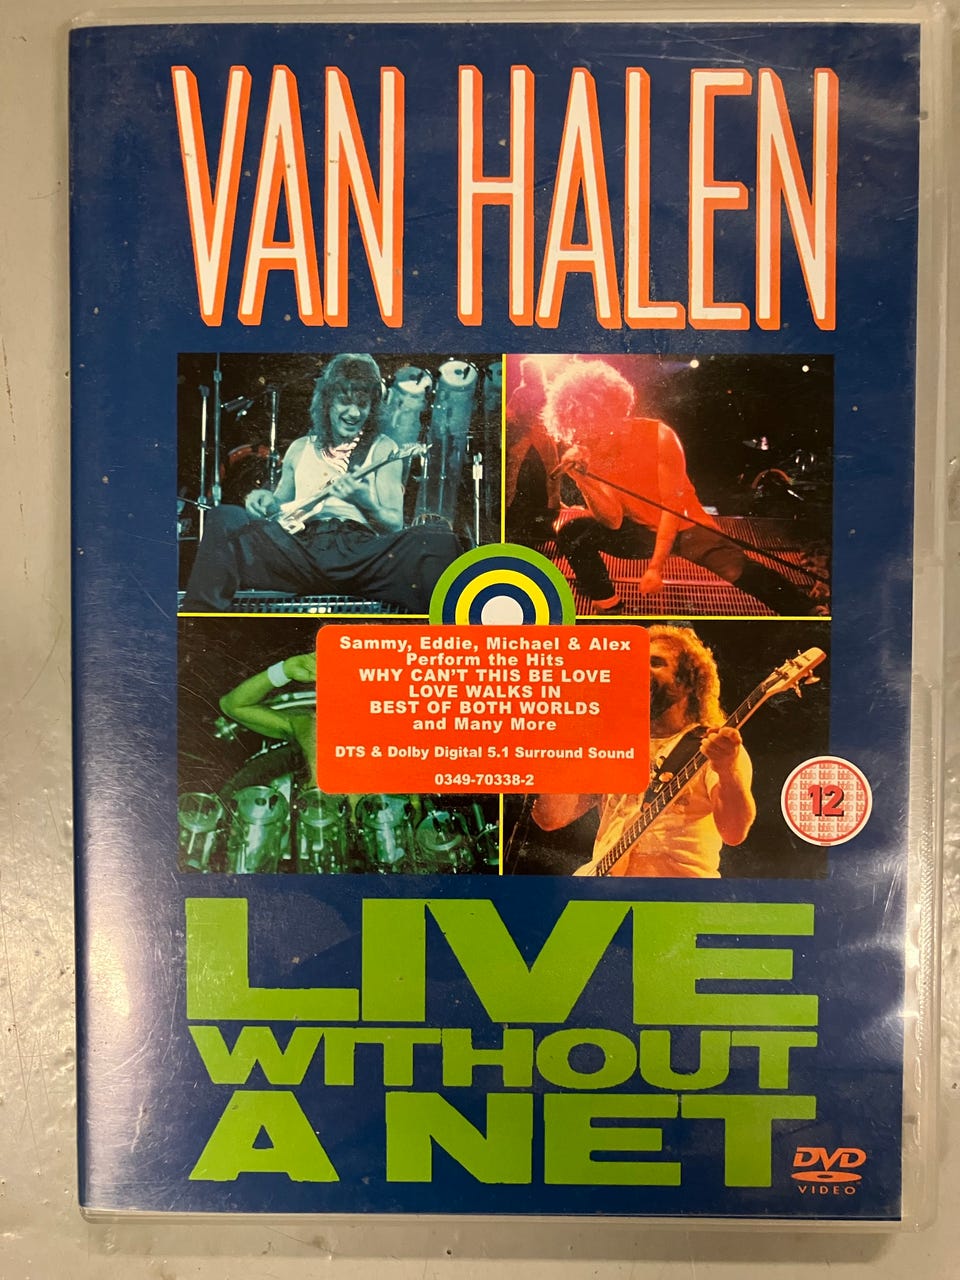 VAN HALEN
Sammy, Eddie, Michael & Alex
Perform the Hits
WHY CAN'T THIS BE LOVE
LOVE WALKS IN
BEST OF BOTH WORLDS
and Many More
DTS & Dolby Digital 5.1 Surround Sound
0349-70338-2
12
LIVE
WITHOUT
A NET
DVD
VIDEO